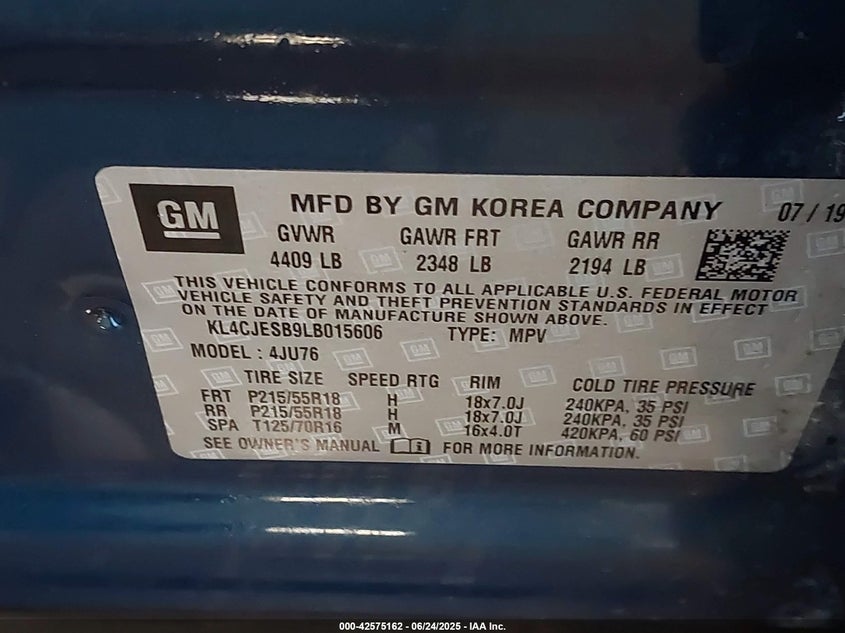 GM
MFD BY GM KOREA COMPANY 07 / 19
GVWR GAWR FRT GAWR RR
4409 LB 2348 LB 2194 LB
THIS VEHICLE CONFORMS TO ALL APPLICABLE U.S. FEDERAL MOTOR
VEHICLE SAFETY AND THEFT PREVENTION STANDARDS IN EFFECT
ON THE DATE OF MANUFACTURE SHOWN ABOVE.
KL4CJESB9LB015606 TYPE: MPV
MODEL : 4JU76
TIRE SIZE SPEED RTG RIM COLD TIRE PRESSURE
FRT P215/55R18 H 18x7.0J 240KPA, 35 PSI
RR P215/55R18 H 18x7.0J 240KPA, 35 PSI
SPA T125/70R16 M 16x4.0T 420KPA, 60 PSI
SEE OWNER'S MANUAL FOR MORE INFORMATION.
000-42575162 - 06/24/2025 - IAA Inc.